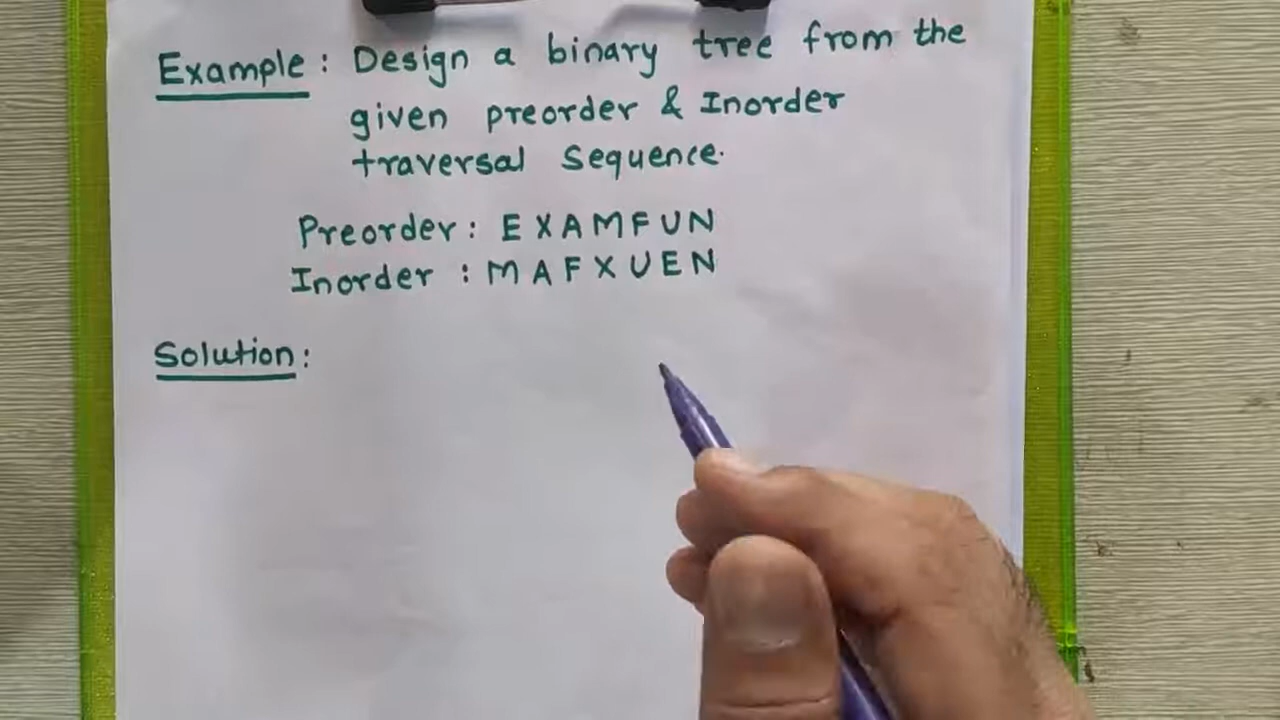 Example: Design a binary tree from the
given preorder & Inorder
traversal sequence.
Preorder: E X A M F U N
Inorder : M A F X U E N
Solution: